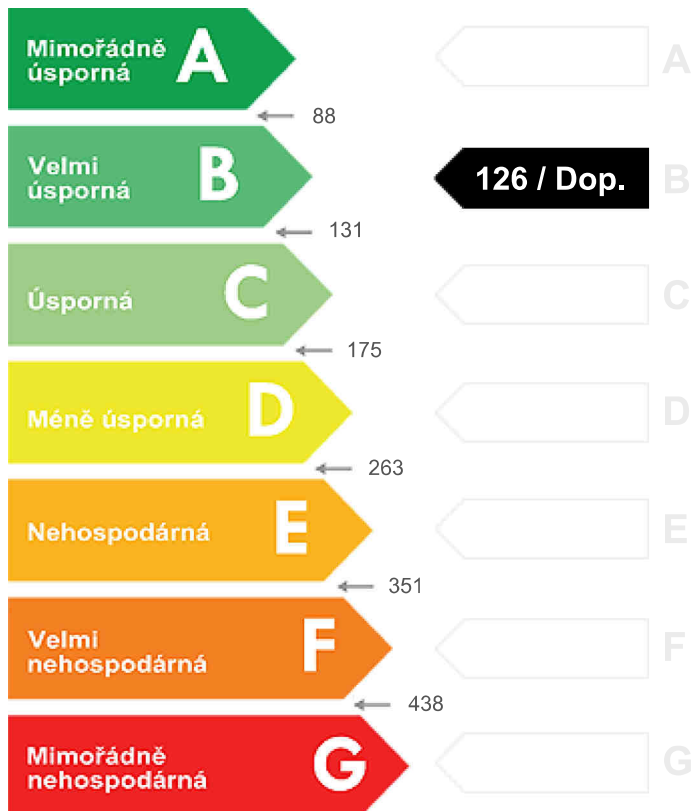 Mimořádně
úsporná
A
A
88
Velmi
úsporná
B
126 / Dop.
B
131
Úsporná
C
C
175
Méně úsporná
D
D
263
Nehospodárná
E
E
351
Velmi
nehospodárná
F
F
438
Mimořádně
nehospodárná
G
G